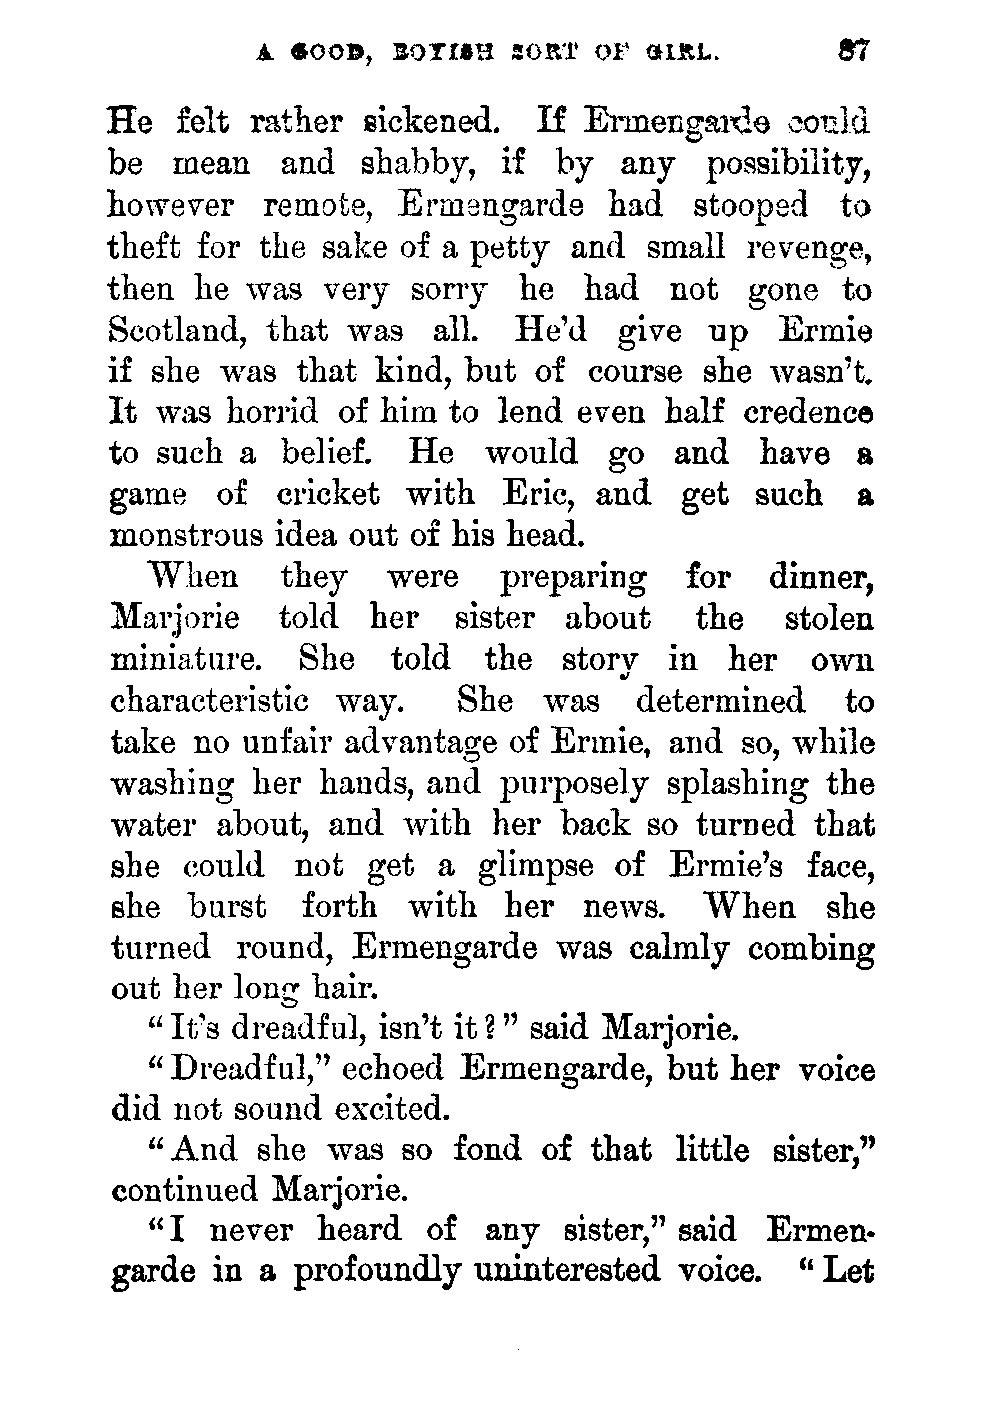 A GOOD, BOYISH SORT OF GIRL. 87
He felt rather sickened. If Ermengarde could
be mean and shabby, if by any possibility,
however remote, Ermengarde had stooped to
theft for the sake of a petty and small revenge,
then he was very sorry he had not gone to
Scotland, that was all. He'd give up Ermie
if she was that kind, but of course she wasn't.
It was horrid of him to lend even half credence
to such a belief. He would go and have a
game of cricket with Eric, and get such a
monstrous idea out of his head.
When they were preparing for dinner,
Marjorie told her sister about the stolen
miniature. She told the story in her own
characteristic way. She was determined to
take no unfair advantage of Ermie, and so, while
washing her hands, and purposely splashing the
water about, and with her back so turned that
she could not get a glimpse of Ermie's face,
she burst forth with her news. When she
turned round, Ermengarde was calmly combing
out her long hair.
"It's dreadful, isn't it?" said Marjorie.
"Dreadful," echoed Ermengarde, but her voice
did not sound excited.
"And she was so fond of that little sister,"
continued Marjorie.
"I never heard of any sister," said Ermen-
garde in a profoundly uninterested voice. "Let